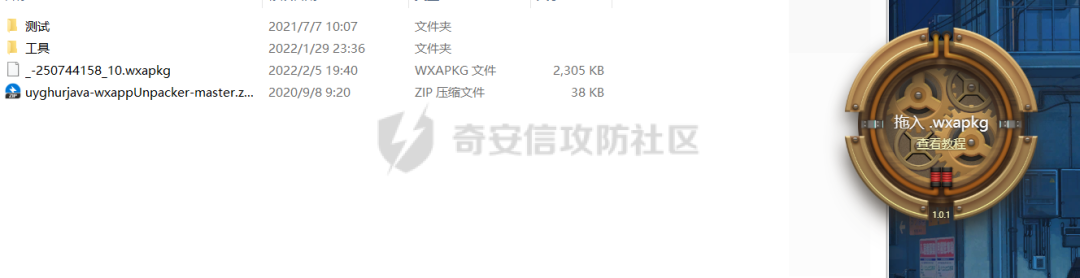 测试 2021/7/7 10:07 文件夹
工具 2022/1/29 23:36 文件夹
_-250744158_10.wxapkg 2022/2/5 19:40 WXAPKG 文件 2,305 KB
uyghurjava-wxappUnpacker-master.z... 2020/9/8 9:20 ZIP 压缩文件 38 KB
奇安信攻防社区
拖入 .wxapkg
查看教程
1.0.1